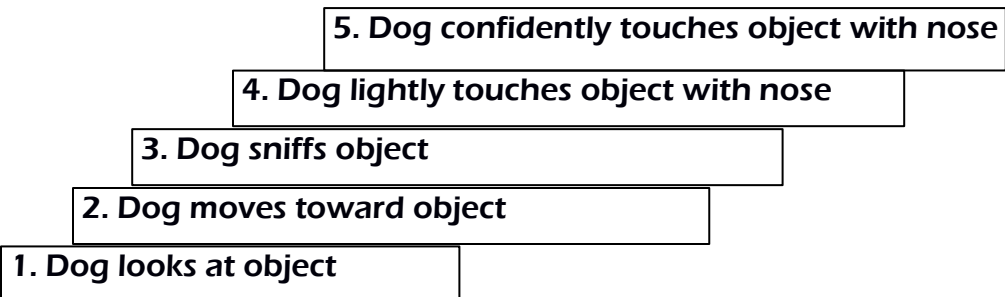 5. Dog confidently touches object with nose
4. Dog lightly touches object with nose
3. Dog sniffs object
2. Dog moves toward object
1. Dog looks at object